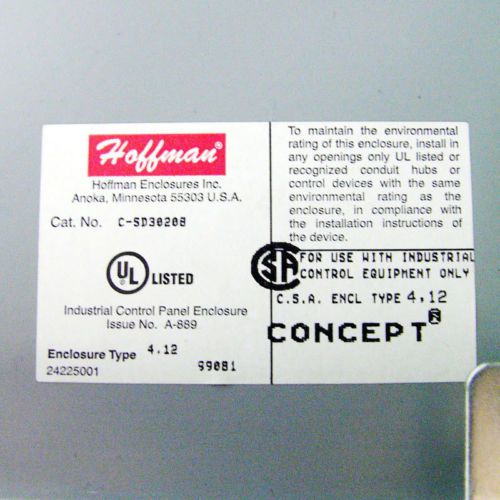 Hoffman®
Hoffman Enclosures Inc.
Anoka, Minnesota 55303 U.S.A.
Cat. No. C-SD30208
UL LISTED
Industrial Control Panel Enclosure
Issue No. A-889
Enclosure Type 4,12
24225001
99081
To maintain the environmental
rating of this enclosure, install in
any openings only UL listed or
recognized conduit hubs or
control devices with the same
environmental rating as the
enclosure, in compliance with
the installation instructions of
the device.
SA FOR USE WITH INDUSTRIAL
CONTROL EQUIPMENT ONLY
C.S.A. ENCL TYPE 4,12
CONCEPT